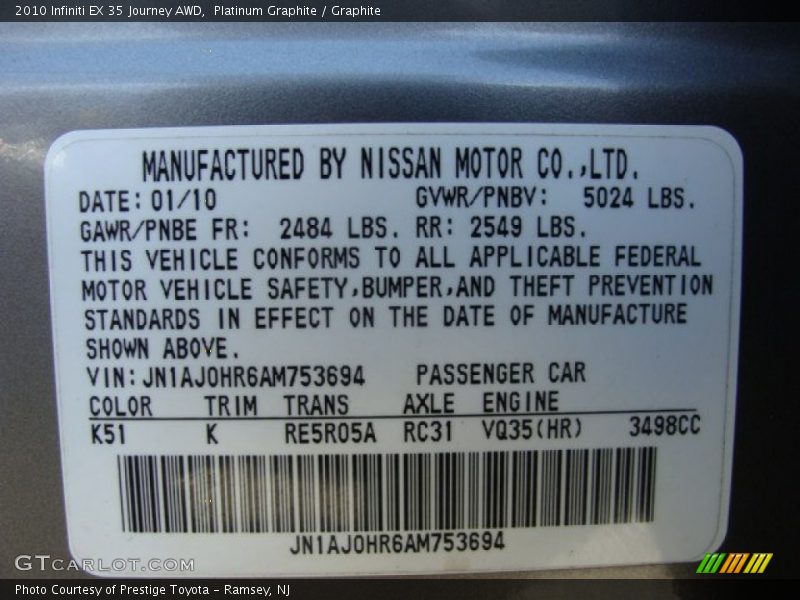 2010 Infiniti EX 35 Journey AWD, Platinum Graphite / Graphite
MANUFACTURED BY NISSAN MOTOR CO.,LTD.
DATE: 01/10 GVWR/PNBV: 5024 LBS.
GAWR/PNBE FR: 2484 LBS. RR: 2549 LBS.
THIS VEHICLE CONFORMS TO ALL APPLICABLE FEDERAL
MOTOR VEHICLE SAFETY,BUMPER,AND THEFT PREVENTION
STANDARDS IN EFFECT ON THE DATE OF MANUFACTURE
SHOWN ABOVE.
VIN: JN1AJ0HR6AM753694 PASSENGER CAR
COLOR TRIM TRANS AXLE ENGINE
K51 K RE5R05A RC31 VQ35(HR) 3498CC
JN1AJ0HR6AM753694
GTCARLOT.COM
Photo Courtesy of Prestige Toyota - Ramsey, NJ